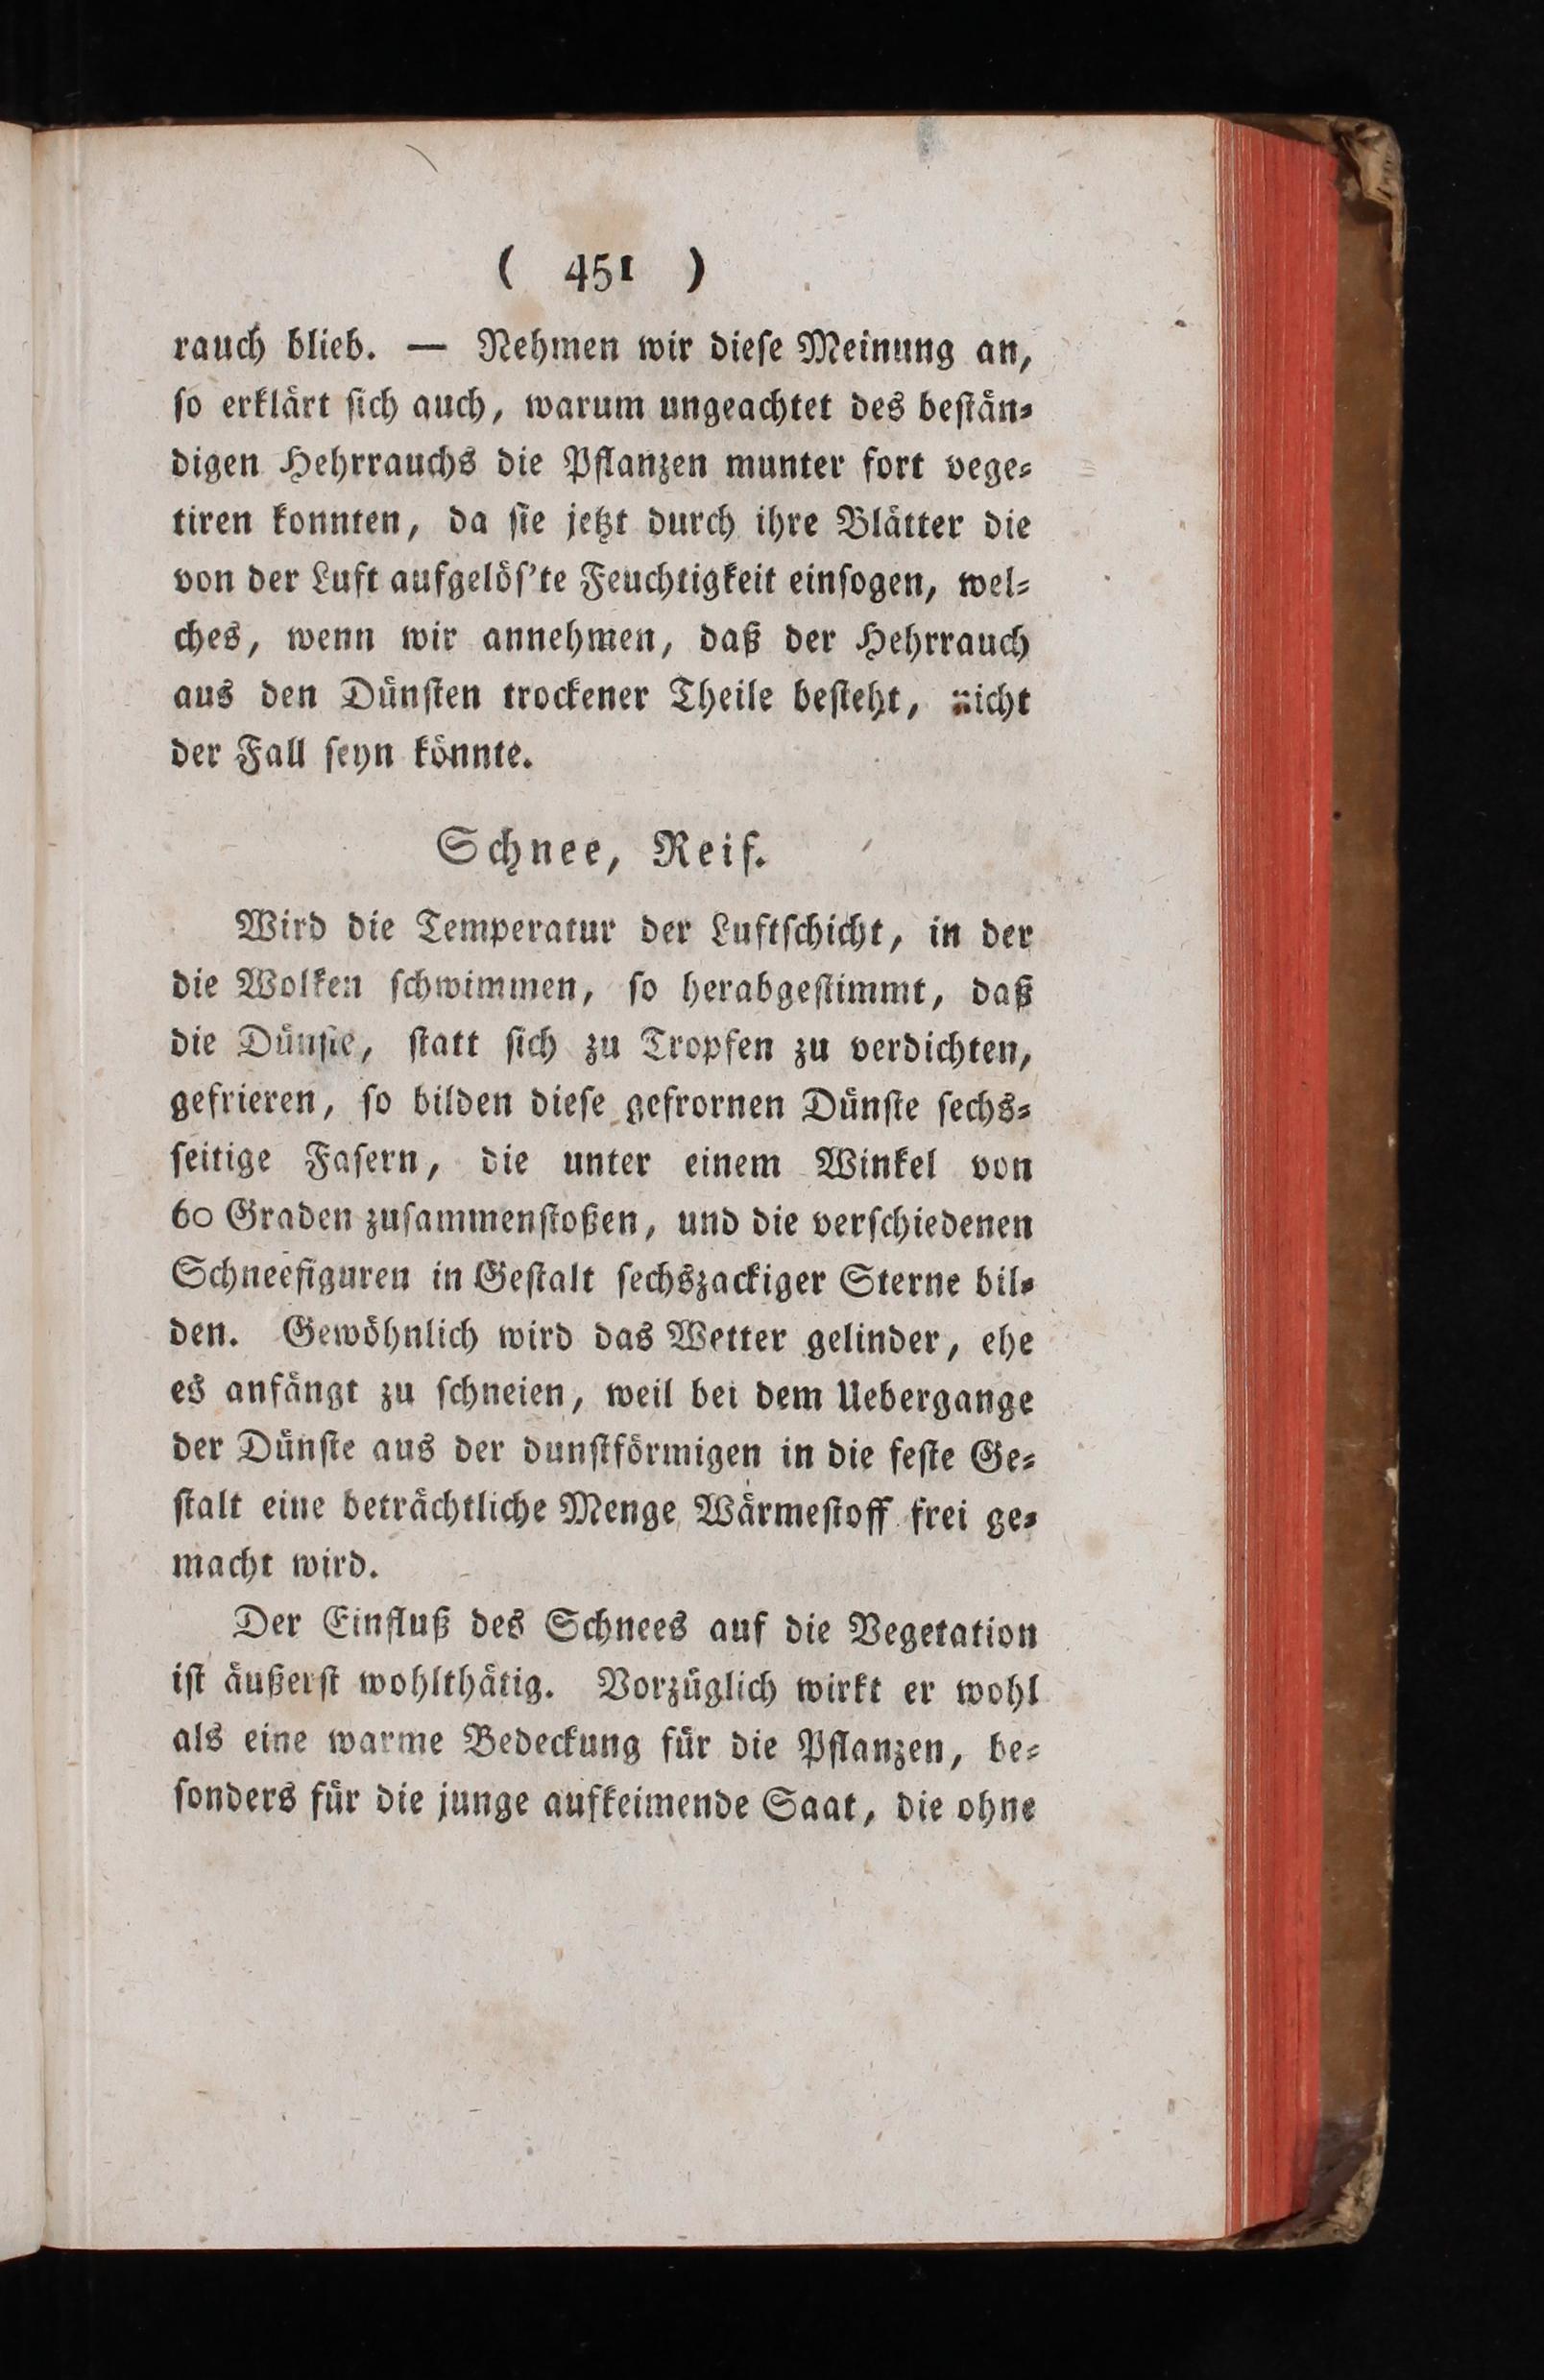 ( 451 )
rauch blieb. — Nehmen wir dieſe Meinung an,
ſo erklärt ſich auch, warum ungeachtet des beſtän⸗
digen Hehrrauchs die Pflanzen munter fort vege⸗
tiren konnten, da ſie jetzt durch ihre Blätter die
von der Luft aufgelöſ'te Feuchtigkeit einſogen, wel⸗
ches, wenn wir annehmen, daß der Hehrrauch
aus den Dünſten trockener Theile beſteht, nicht
der Fall ſeyn könnte.
Schnee, Reif.
Wird die Temperatur der Luftſchicht, in der
die Wolken ſchwimmen, ſo herabgeſtimmt, daß
die Dünſte, ſtatt ſich zu Tropfen zu verdichten,
gefrieren, ſo bilden dieſe gefrornen Dünſte ſechs⸗
ſeitige Faſern, die unter einem Winkel von
60 Graden zuſammenſtoßen, und die verſchiedenen
Schneefiguren in Geſtalt ſechszackiger Sterne bil⸗
den. Gewöhnlich wird das Wetter gelinder, ehe
es anfängt zu ſchneien, weil bei dem Uebergange
der Dünſte aus der dunſtförmigen in die feſte Ge⸗
ſtalt eine beträchtliche Menge Wärmeſtoff frei ge⸗
macht wird.
Der Einfluß des Schnees auf die Vegetation
iſt äußerſt wohlthätig. Vorzüglich wirkt er wohl
als eine warme Bedeckung für die Pflanzen, be⸗
ſonders für die junge aufkeimende Saat, die ohne